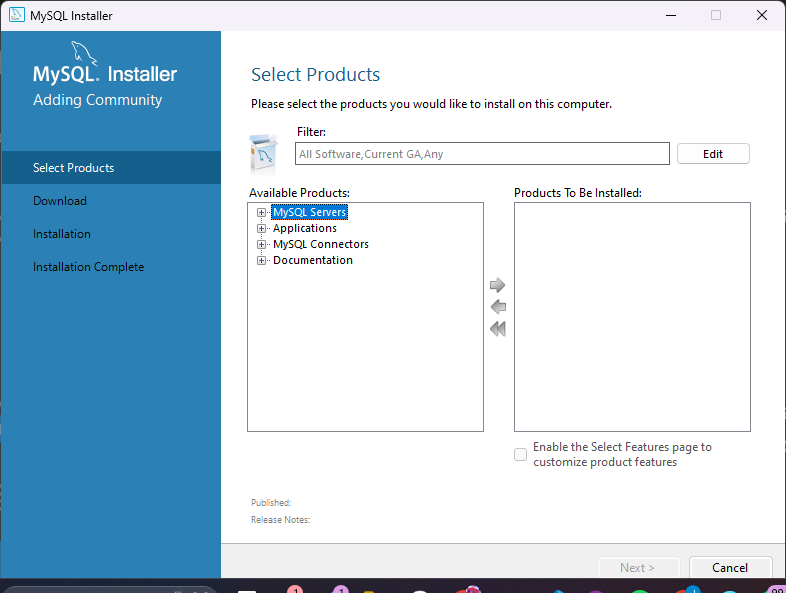 MySQL Installer
MySQL. Installer
Adding Community
Select Products
Download
Installation
Installation Complete
Select Products
Please select the products you would like to install on this computer.
Filter:
All Software,Current GA,Any
Edit
Available Products:
MySQL Servers
Applications
MySQL Connectors
Documentation
Products To Be Installed:
Enable the Select Features page to
customize product features
Published:
Release Notes:
Next >
Cancel
1
1
99